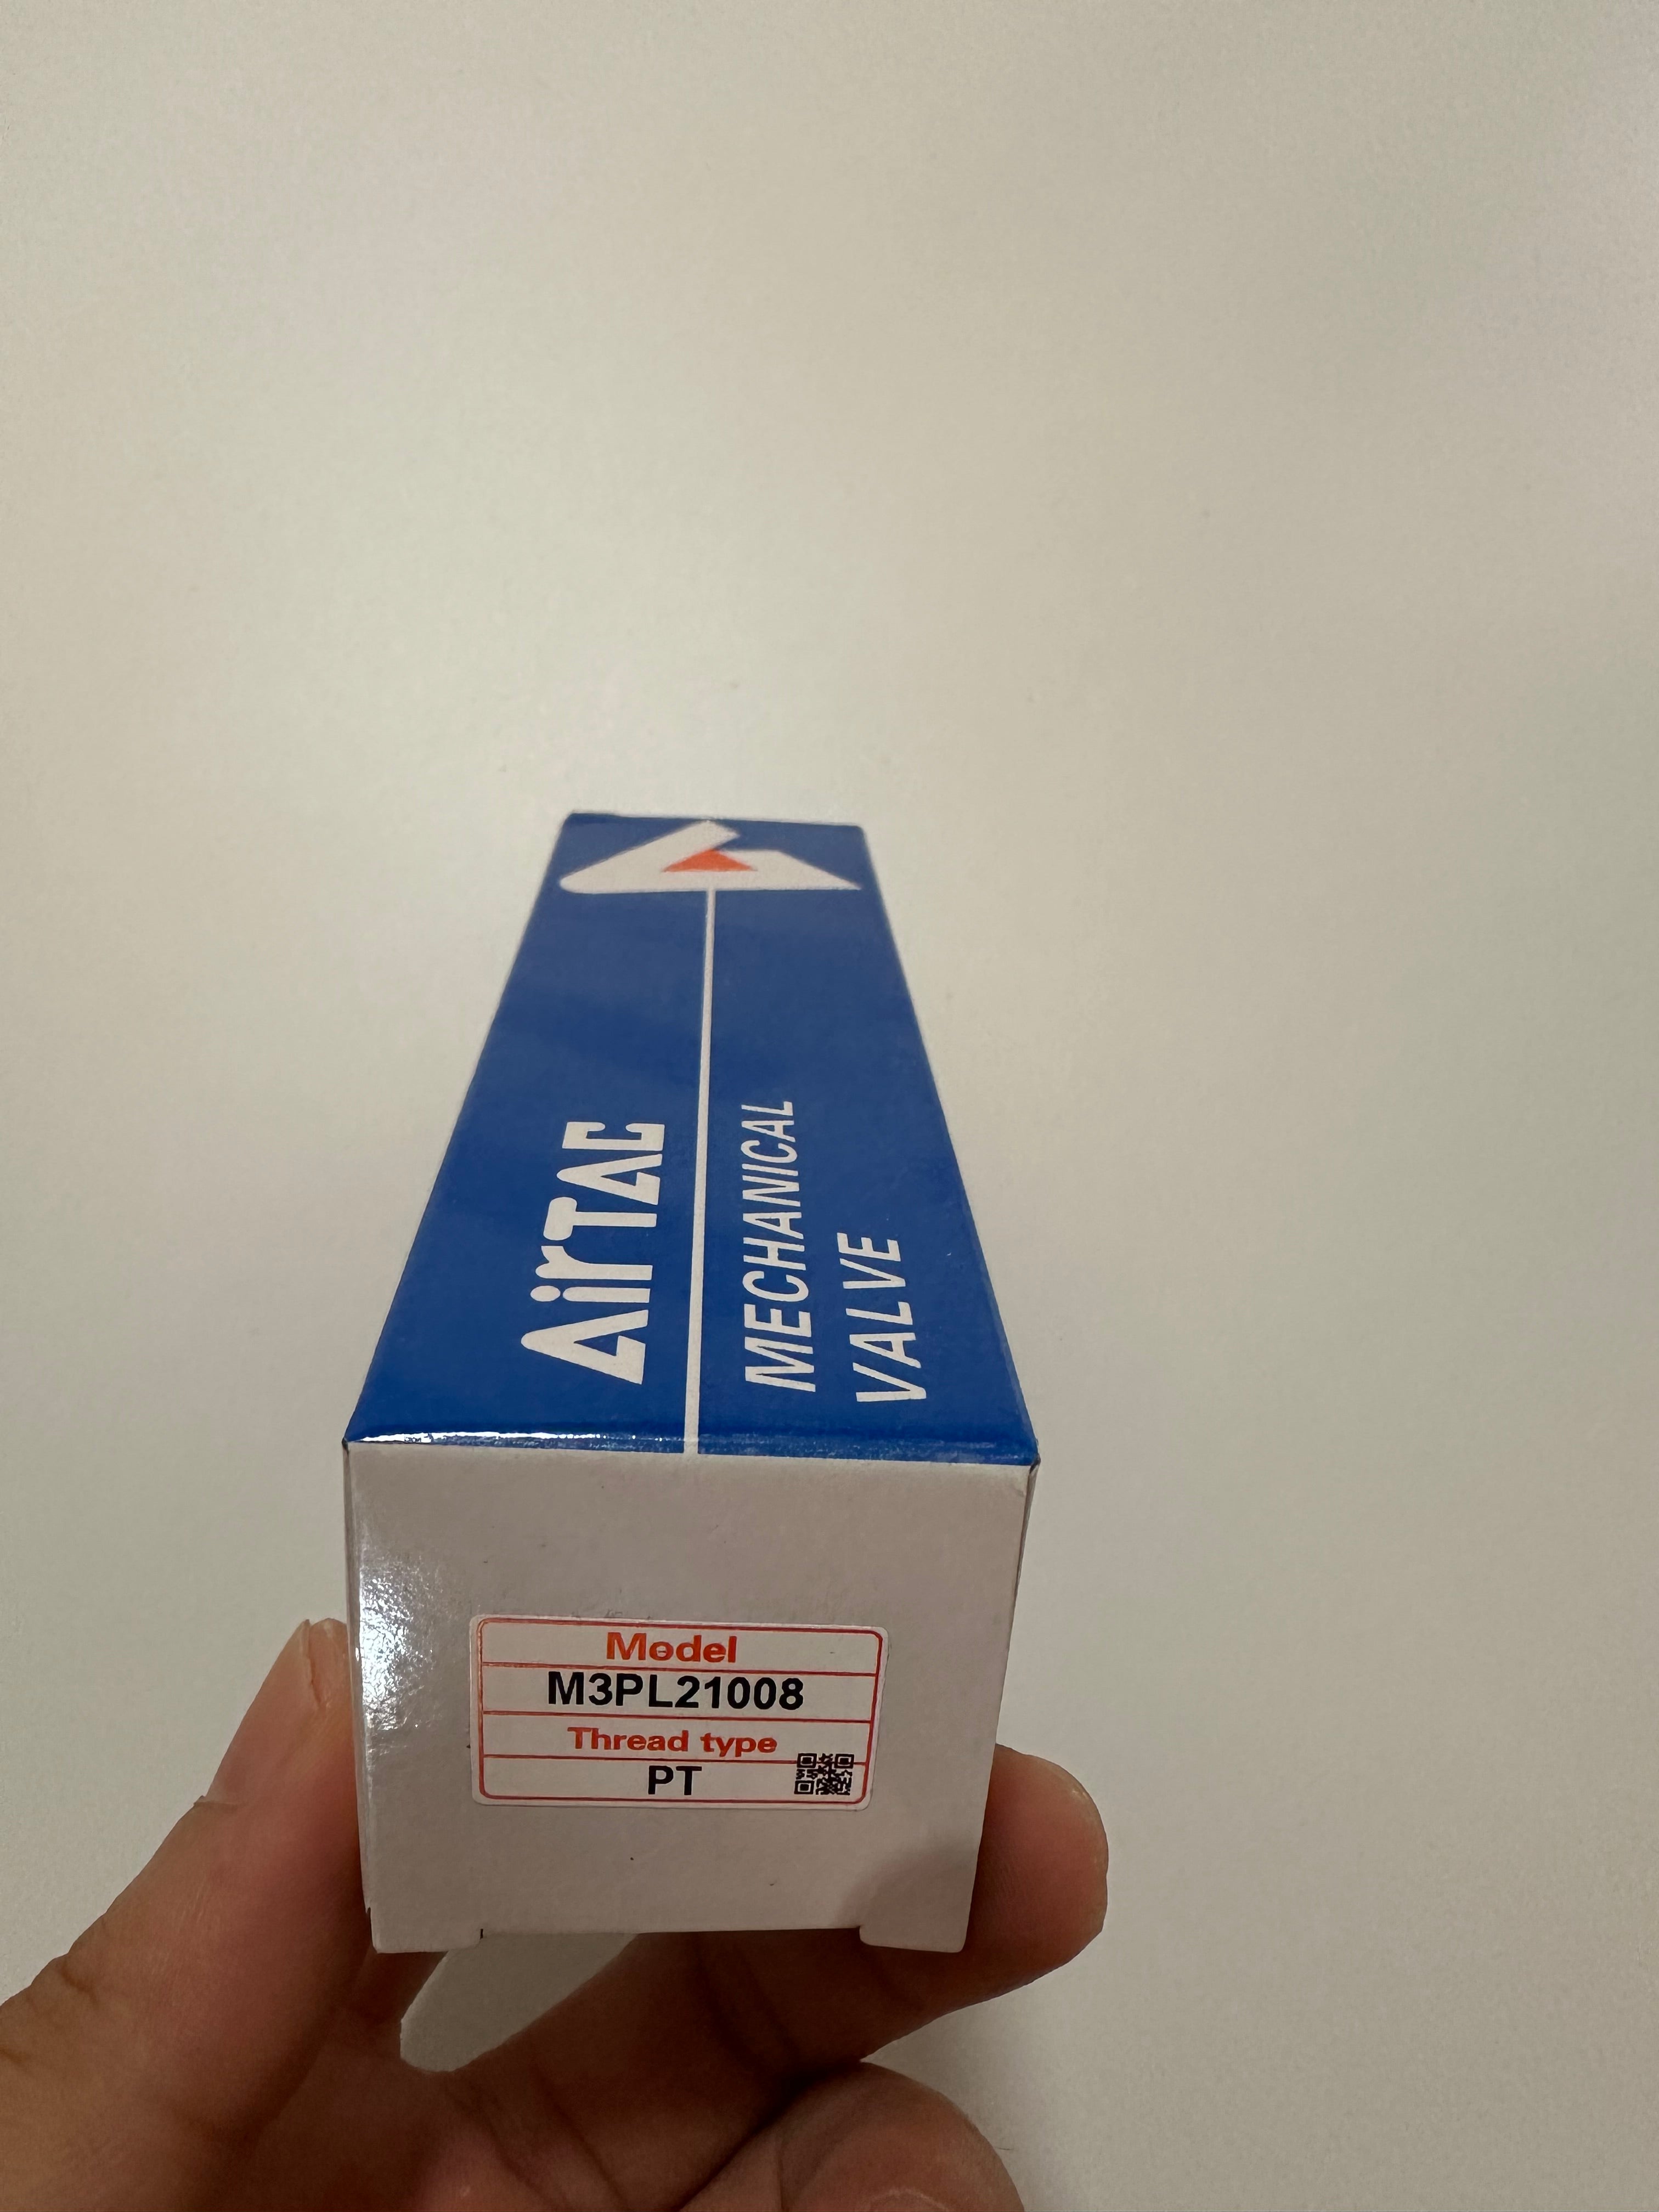 AirTAC
MECHANICAL
VALVE
Model
M3PL21008
Thread type
PT